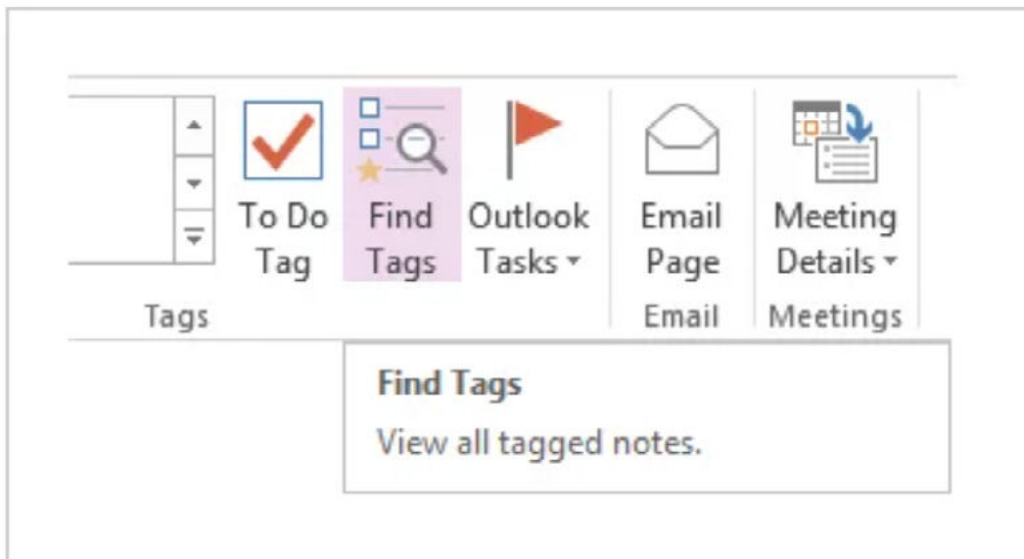 To Do Tag
Find Tags
Outlook Tasks
Email Page
Meeting Details
Tags
Email
Meetings
Find Tags
View all tagged notes.